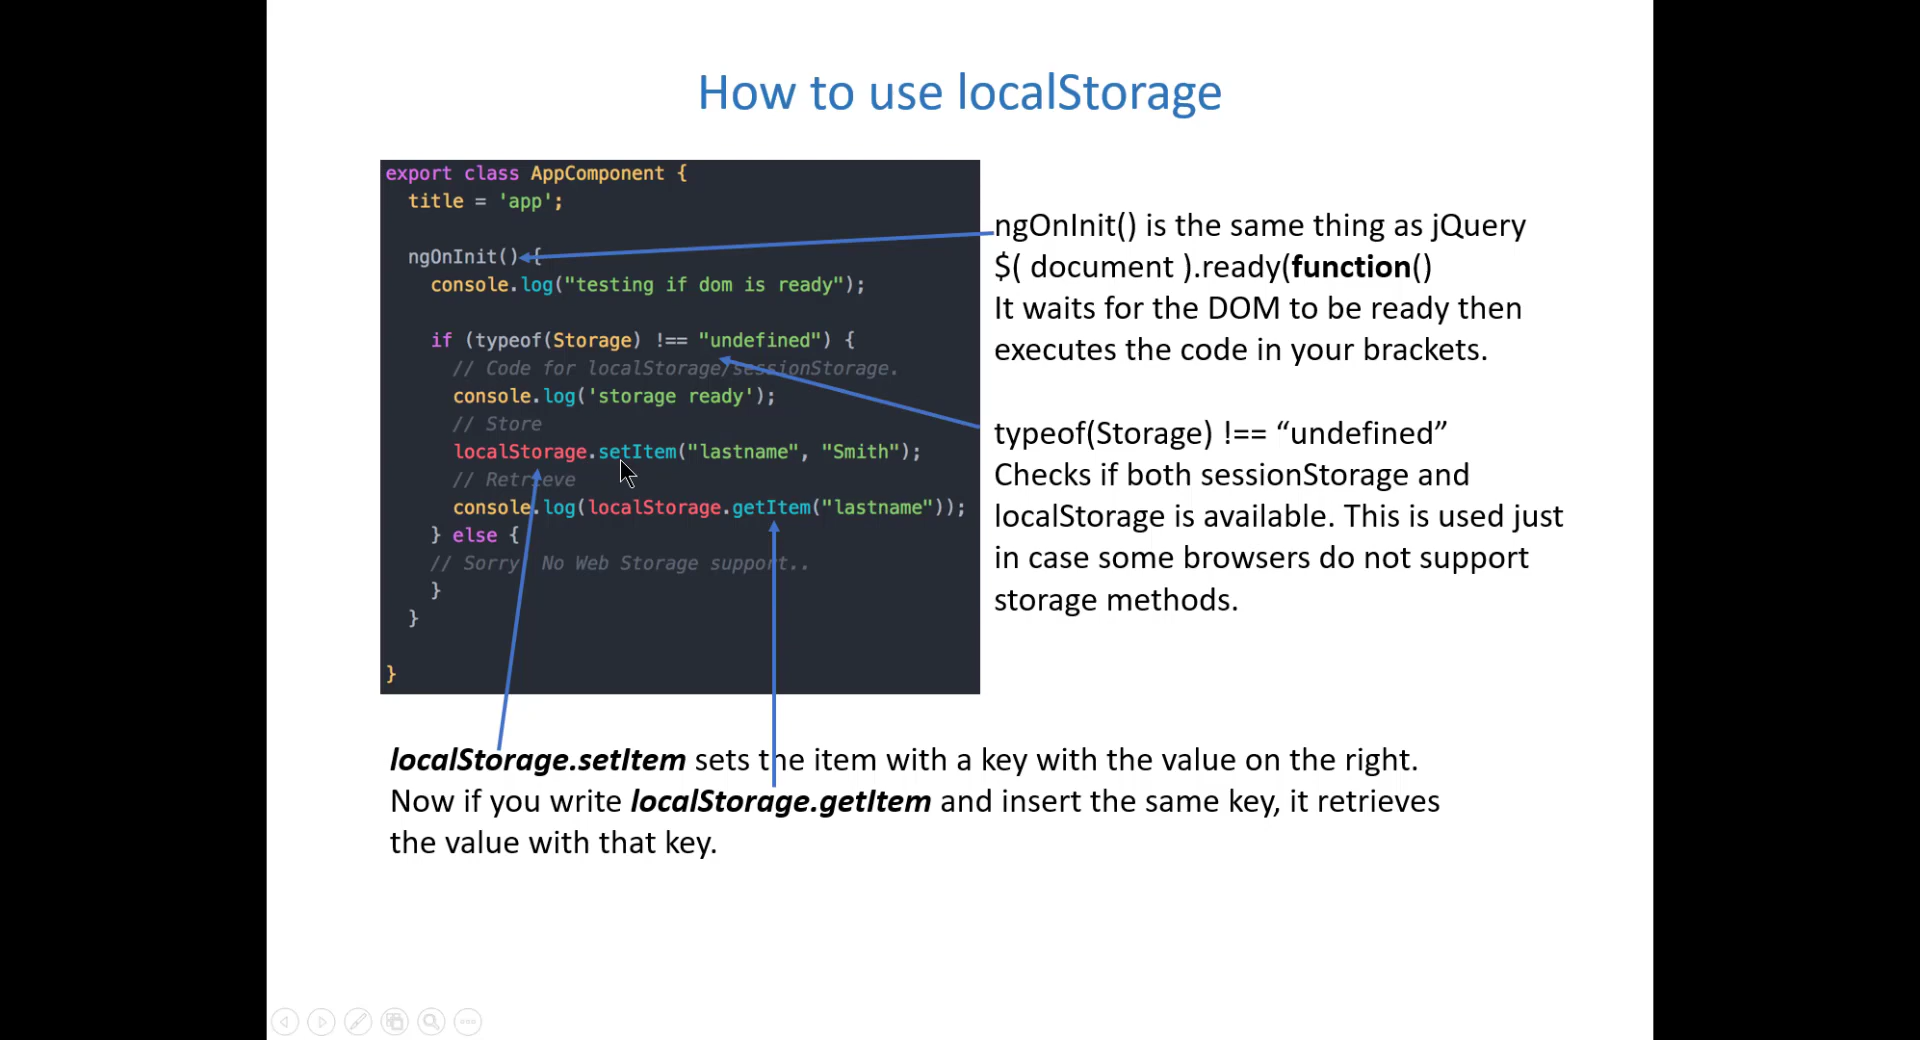 How to use localStorage
export class AppComponent {
title = 'app';
ngOnInit() {
console.log("testing if dom is ready");
if (typeof(Storage) !== "undefined") {
// Code for localStorage/sessionStorage.
console.log('storage ready');
// Store
localStorage.setItem("lastname", "Smith");
// Retrieve
console.log(localStorage.getItem("lastname"));
} else {
// Sorry No Web Storage support..
}
}
}
ngOnInit() is the same thing as jQuery
$( document ).ready(function()
It waits for the DOM to be ready then
executes the code in your brackets.
typeof(Storage) !== “undefined”
Checks if both sessionStorage and
localStorage is available. This is used just
in case some browsers do not support
storage methods.
localStorage.setItem sets the item with a key with the value on the right.
Now if you write localStorage.getItem and insert the same key, it retrieves
the value with that key.